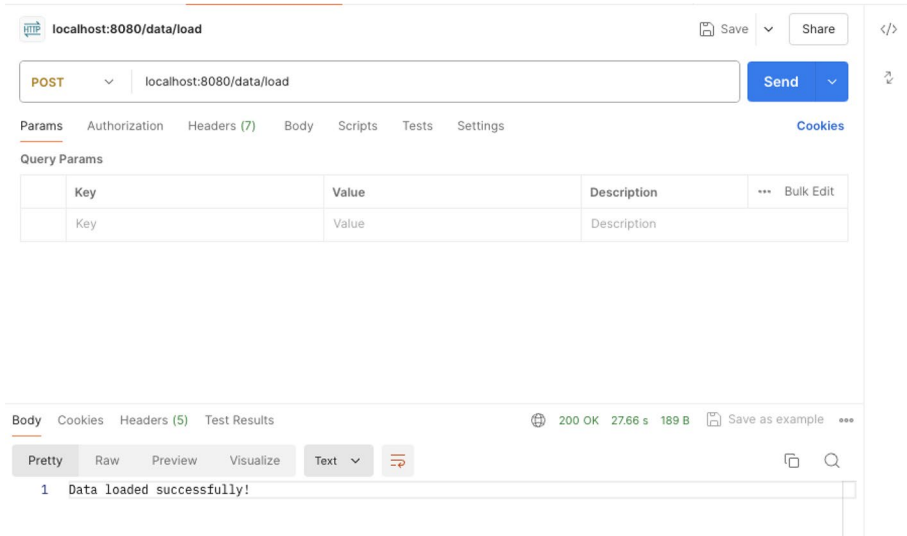 HTTP localhost:8080/data/load Save Share </>
POST localhost:8080/data/load Send
Params Authorization Headers (7) Body Scripts Tests Settings Cookies
Query Params
Key Value Description ••• Bulk Edit
Key Value Description
Body Cookies Headers (5) Test Results 200 OK 27.66 s 189 B Save as example •••
Pretty Raw Preview Visualize Text
1 Data loaded successfully!